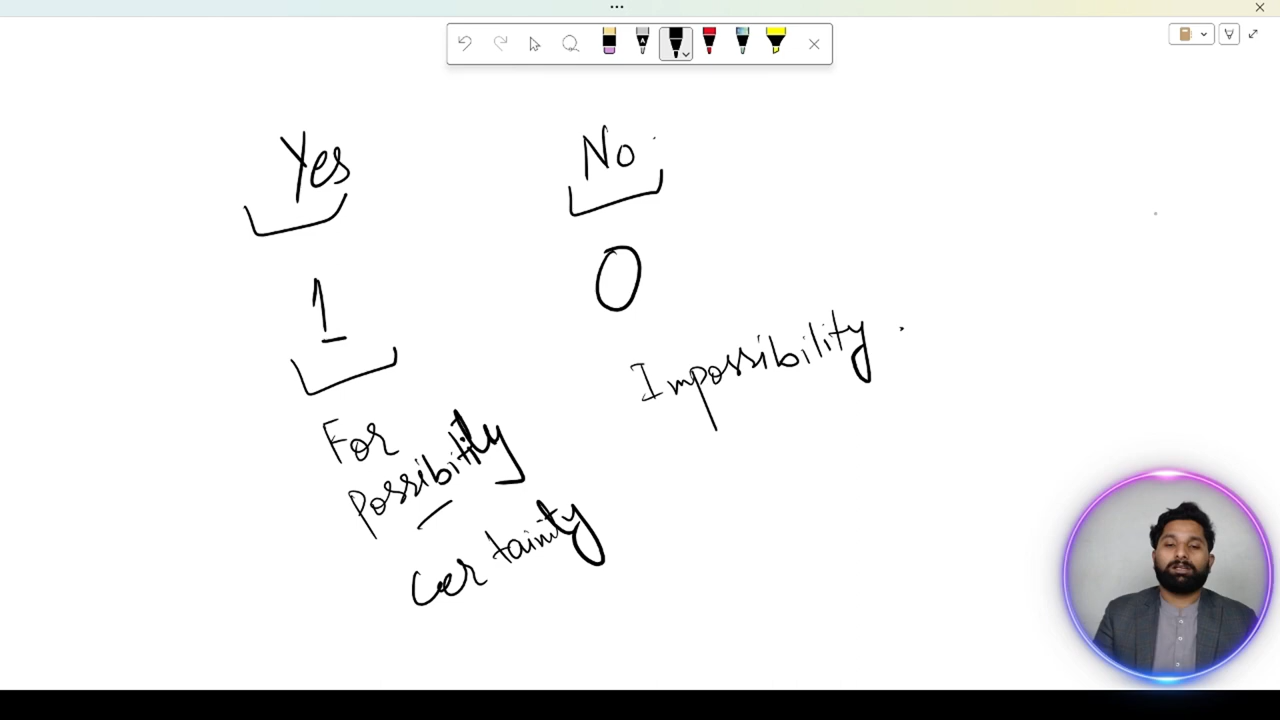 Yes
No
1
0
Impossibility.
For
possibility
certainty